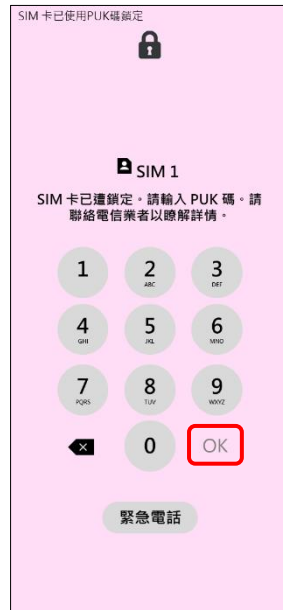 SIM 卡已使用PUK碼鎖定
SIM 1
SIM 卡已遭鎖定。請輸入 PUK 碼。請
聯絡電信業者以瞭解詳情。
1 2 3
ABC DEF
4 5 6
GHI JKL MNO
7 8 9
PQRS TUV WXYZ
0 OK
緊急電話